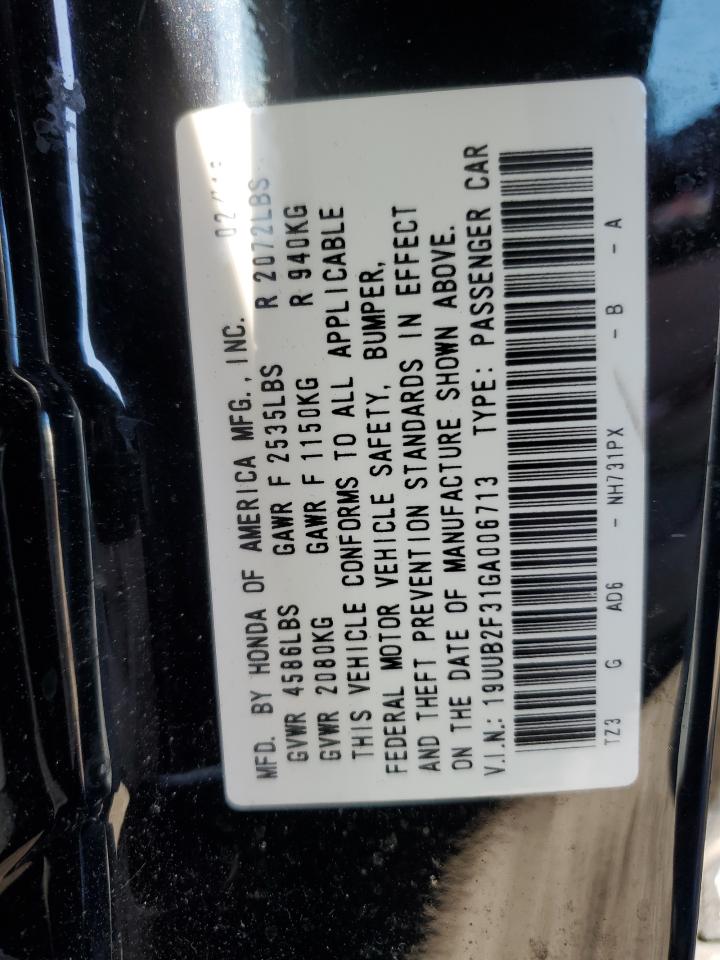 MFD. BY HONDA OF AMERICA MFG., INC.
GVWR 4586LBS GAWR F 2535LBS R 2072LBS
GVWR 2080KG GAWR F 1150KG R 940KG
THIS VEHICLE CONFORMS TO ALL APPLICABLE
FEDERAL MOTOR VEHICLE SAFETY, BUMPER,
AND THEFT PREVENTION STANDARDS IN EFFECT
ON THE DATE OF MANUFACTURE SHOWN ABOVE.
V.I.N.: 19UUB2F31GA006713 TYPE: PASSENGER CAR
TZ3 G AD6 - NH731PX - B - A